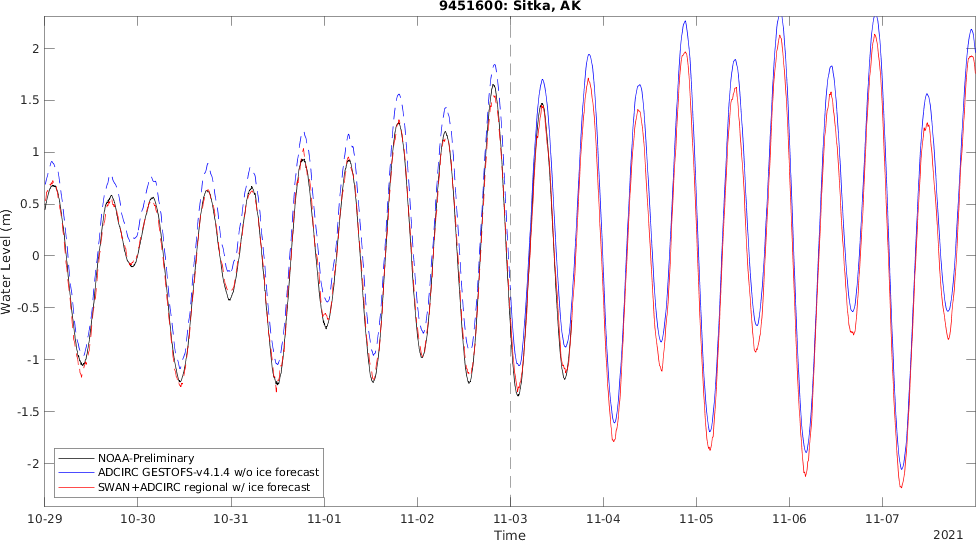 9451600: Sitka, AK
2
1.5
1
0.5
0
-0.5
-1
-1.5
-2
Water Level (m)
NOAA-Preliminary
ADCIRC GESTOFS-v4.1.4 w/o ice forecast
SWAN+ADCIRC regional w/ ice forecast
10-29 10-30 10-31 11-01 11-02 11-03 11-04 11-05 11-06 11-07
Time
2021